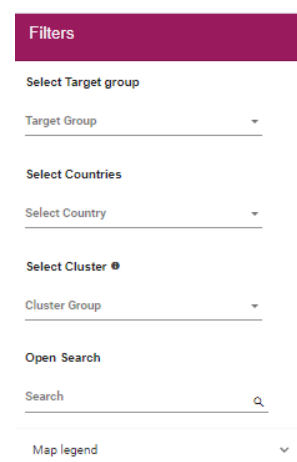 Filters
Select Target group
Target Group
Select Countries
Select Country
Select Cluster
Cluster Group
Open Search
Search
Map legend